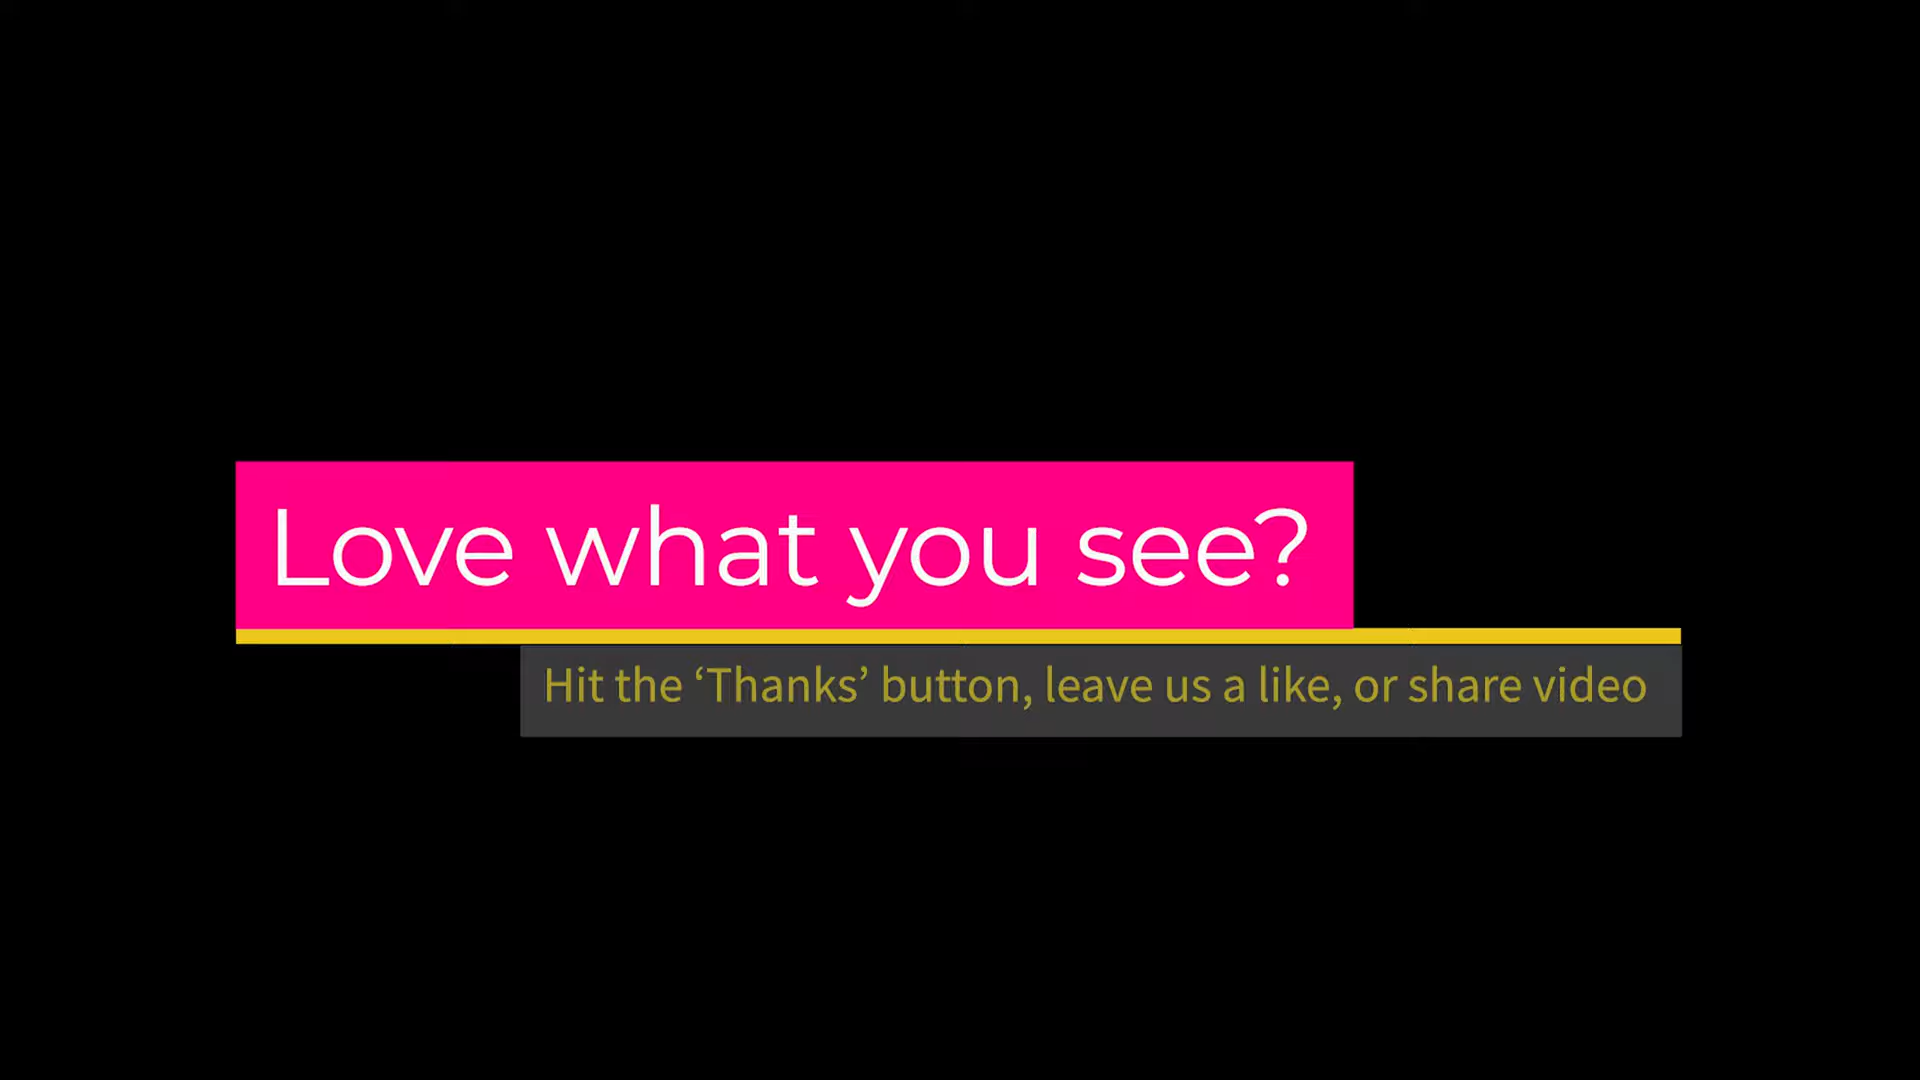 Love what you see?
Hit the ‘Thanks’ button, leave us a like, or share video